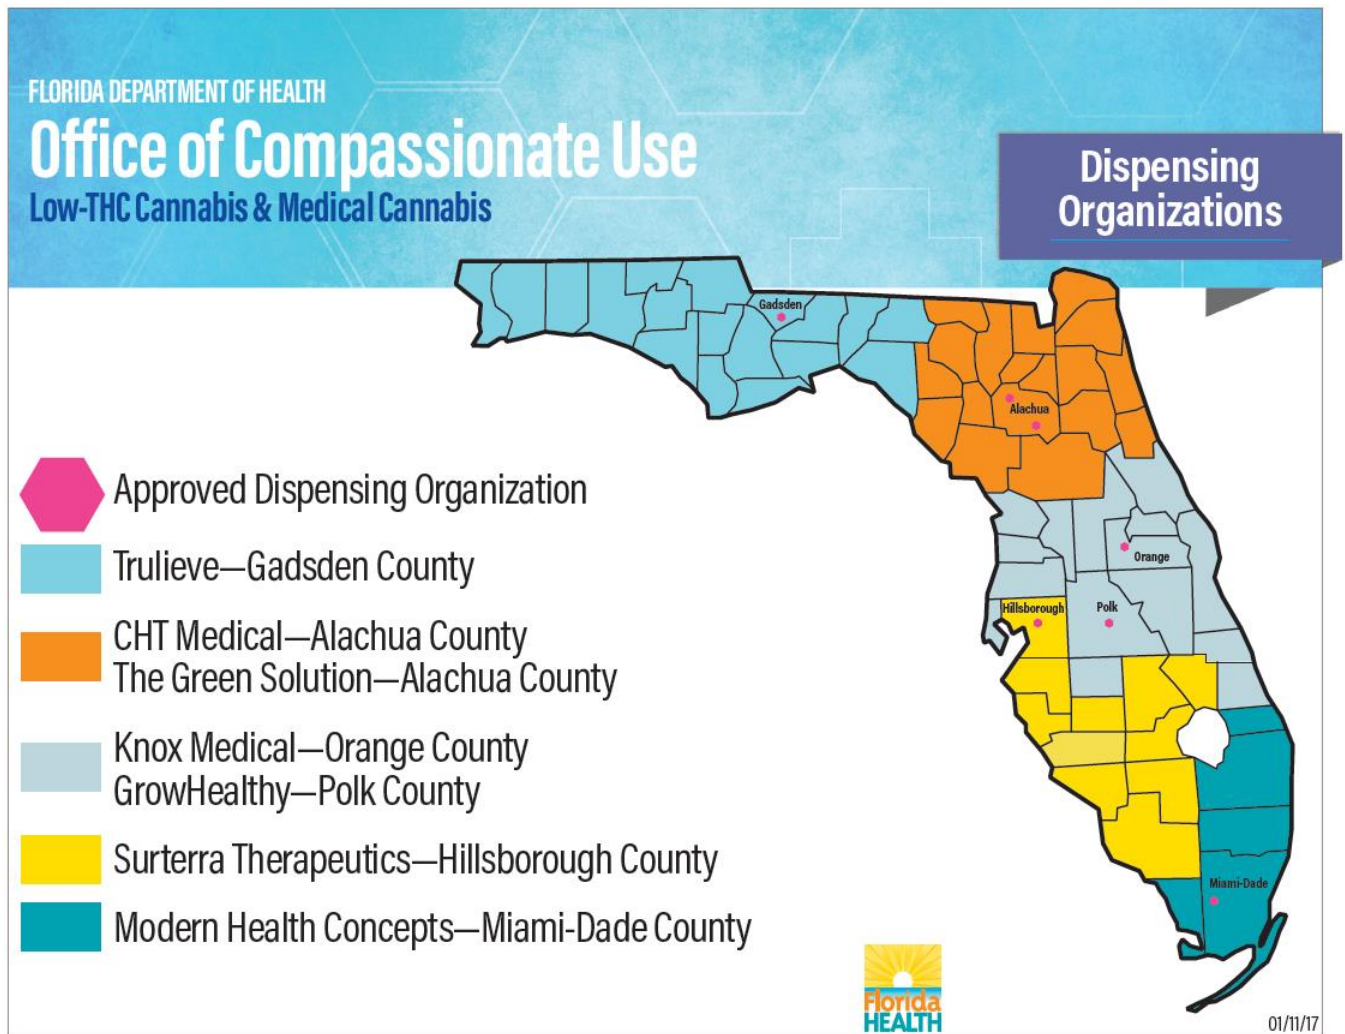 FLORIDA DEPARTMENT OF HEALTH
Office of Compassionate Use
Low-THC Cannabis & Medical Cannabis
Dispensing
Organizations
Gadsden
Alachua
Orange
Hillsborough
Polk
Miami-Dade
Approved Dispensing Organization
Trulieve—Gadsden County
CHT Medical—Alachua County
The Green Solution—Alachua County
Knox Medical—Orange County
GrowHealthy—Polk County
Surterra Therapeutics—Hillsborough County
Modern Health Concepts—Miami-Dade County
Florida
HEALTH
01/11/17